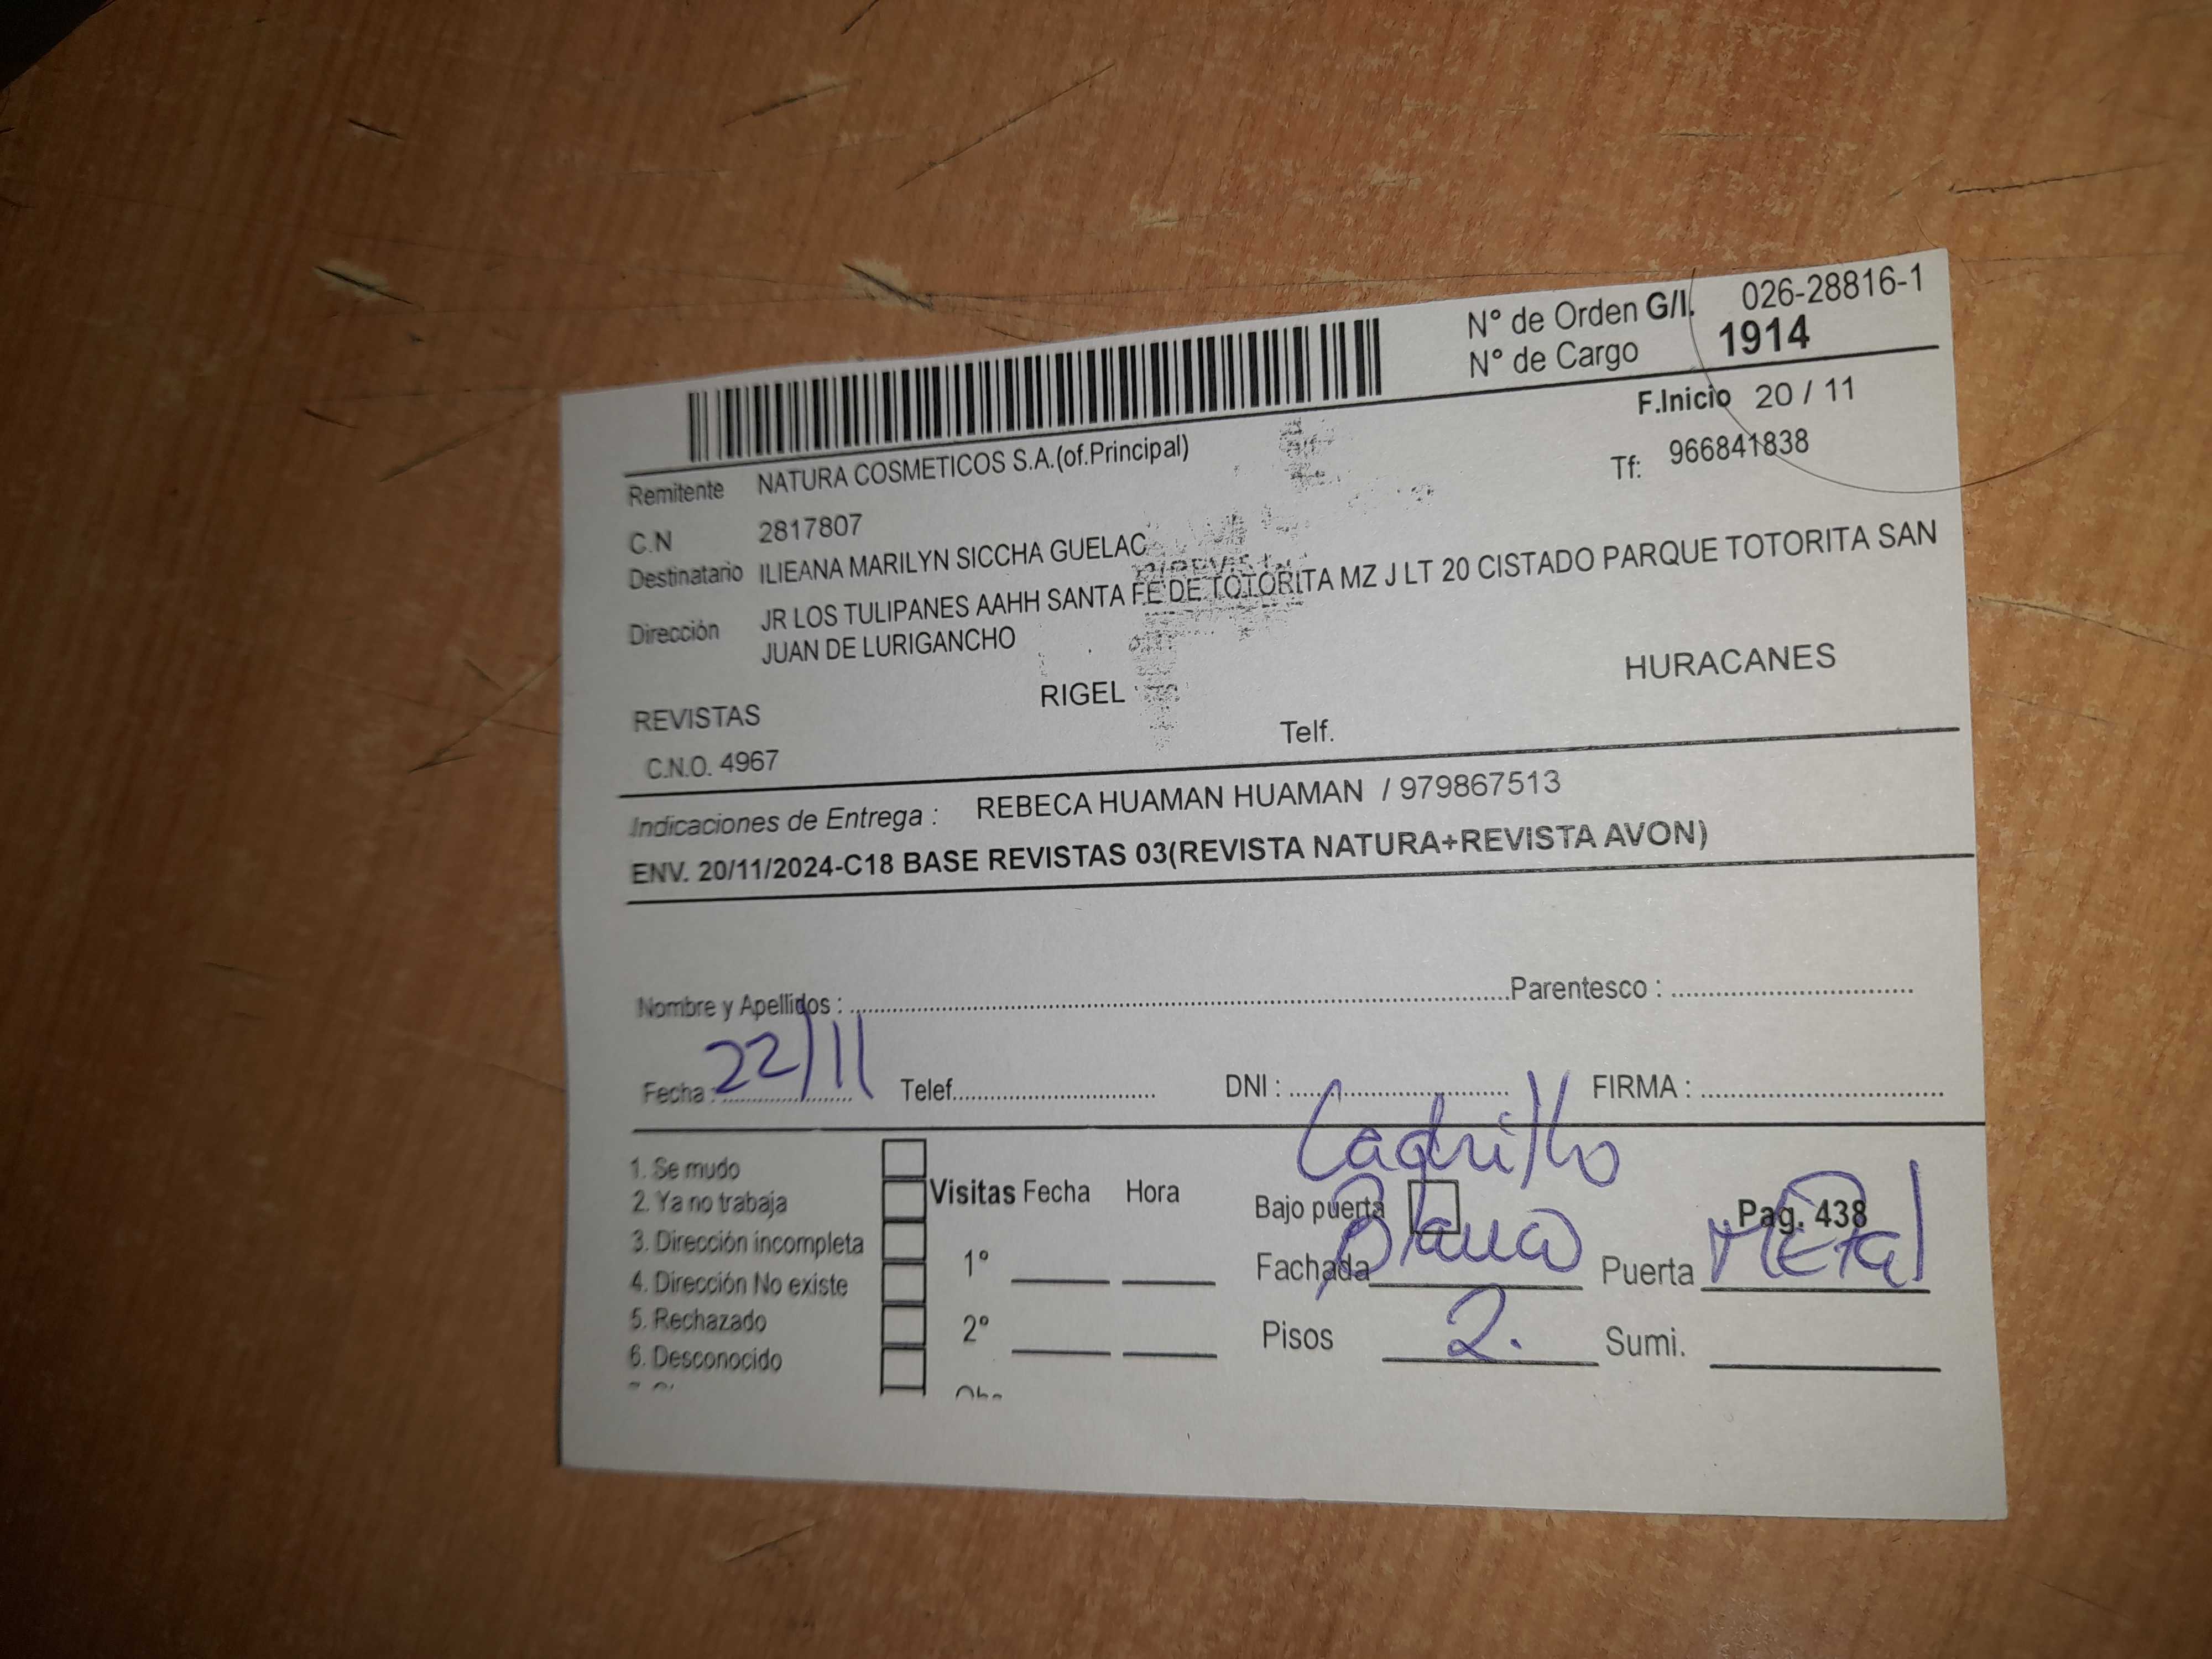 N° de Orden G/I. 026-28816-1
N° de Cargo 1914
F.Inicio 20 / 11
Remitente NATURA COSMETICOS S.A.(of.Principal)
Tf: 966841838
C.N 2817807
Destinatario ILIEANA MARILYN SICCHA GUELAC
Dirección JR LOS TULIPANES AAHH SANTA FE DE TOTORITA MZ J LT 20 CISTADO PARQUE TOTORITA SAN
JUAN DE LURIGANCHO
REVISTAS RIGEL HURACANES
C.N.O. 4967 Telf.
Indicaciones de Entrega : REBECA HUAMAN HUAMAN / 979867513
ENV. 20/11/2024-C18 BASE REVISTAS 03(REVISTA NATURA+REVISTA AVON)
Nombre y Apellidos : Parentesco :
Fecha : 22/11 Telef. DNI : FIRMA :
Ladrillo
1. Se mudo
2. Ya no trabaja
3. Dirección incompleta
4. Dirección No existe
5. Rechazado
6. Desconocido
Visitas Fecha Hora
1°
2°
Bajo puerta Pag. 438
Fachada Puerta Metal
Pisos 2. Sumi.